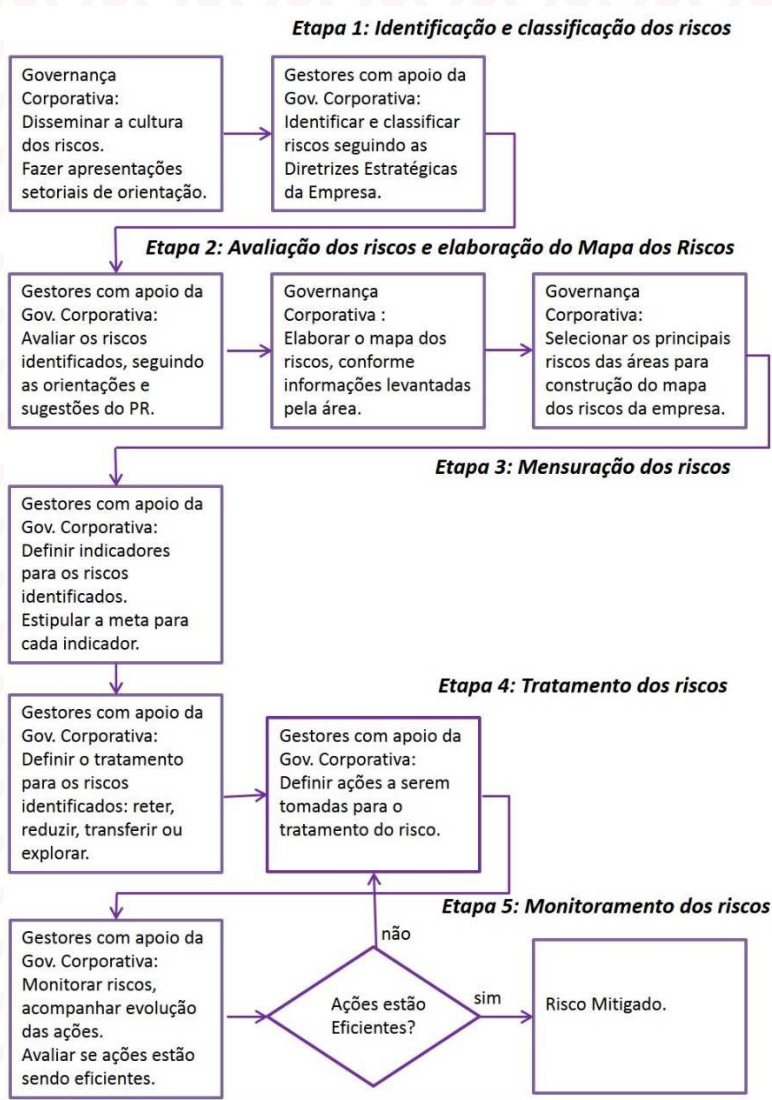 Etapa 1: Identificação e classificação dos riscos
Governança
Corporativa:
Disseminar a cultura
dos riscos.
Fazer apresentações
setoriais de orientação.
Gestores com apoio da
Gov. Corporativa:
Identificar e classificar
riscos seguindo as
Diretrizes Estratégicas
da Empresa.
Etapa 2: Avaliação dos riscos e elaboração do Mapa dos Riscos
Gestores com apoio da
Gov. Corporativa:
Avaliar os riscos
identificados, seguindo
as orientações e
sugestões do PR.
Governança
Corporativa :
Elaborar o mapa dos
riscos, conforme
informações levantadas
pela área.
Governança
Corporativa:
Selecionar os principais
riscos das áreas para
construção do mapa
dos riscos da empresa.
Etapa 3: Mensuração dos riscos
Gestores com apoio da
Gov. Corporativa:
Definir indicadores
para os riscos
identificados.
Estipular a meta para
cada indicador.
Etapa 4: Tratamento dos riscos
Gestores com apoio da
Gov. Corporativa:
Definir o tratamento
para os riscos
identificados: reter,
reduzir, transferir ou
explorar.
Gestores com apoio da
Gov. Corporativa:
Definir ações a serem
tomadas para o
tratamento do risco.
Etapa 5: Monitoramento dos riscos
Gestores com apoio da
Gov. Corporativa:
Monitorar riscos,
acompanhar evolução
das ações.
Avaliar se ações estão
sendo eficientes.
não
Ações estão
Eficientes?
sim
Risco Mitigado.